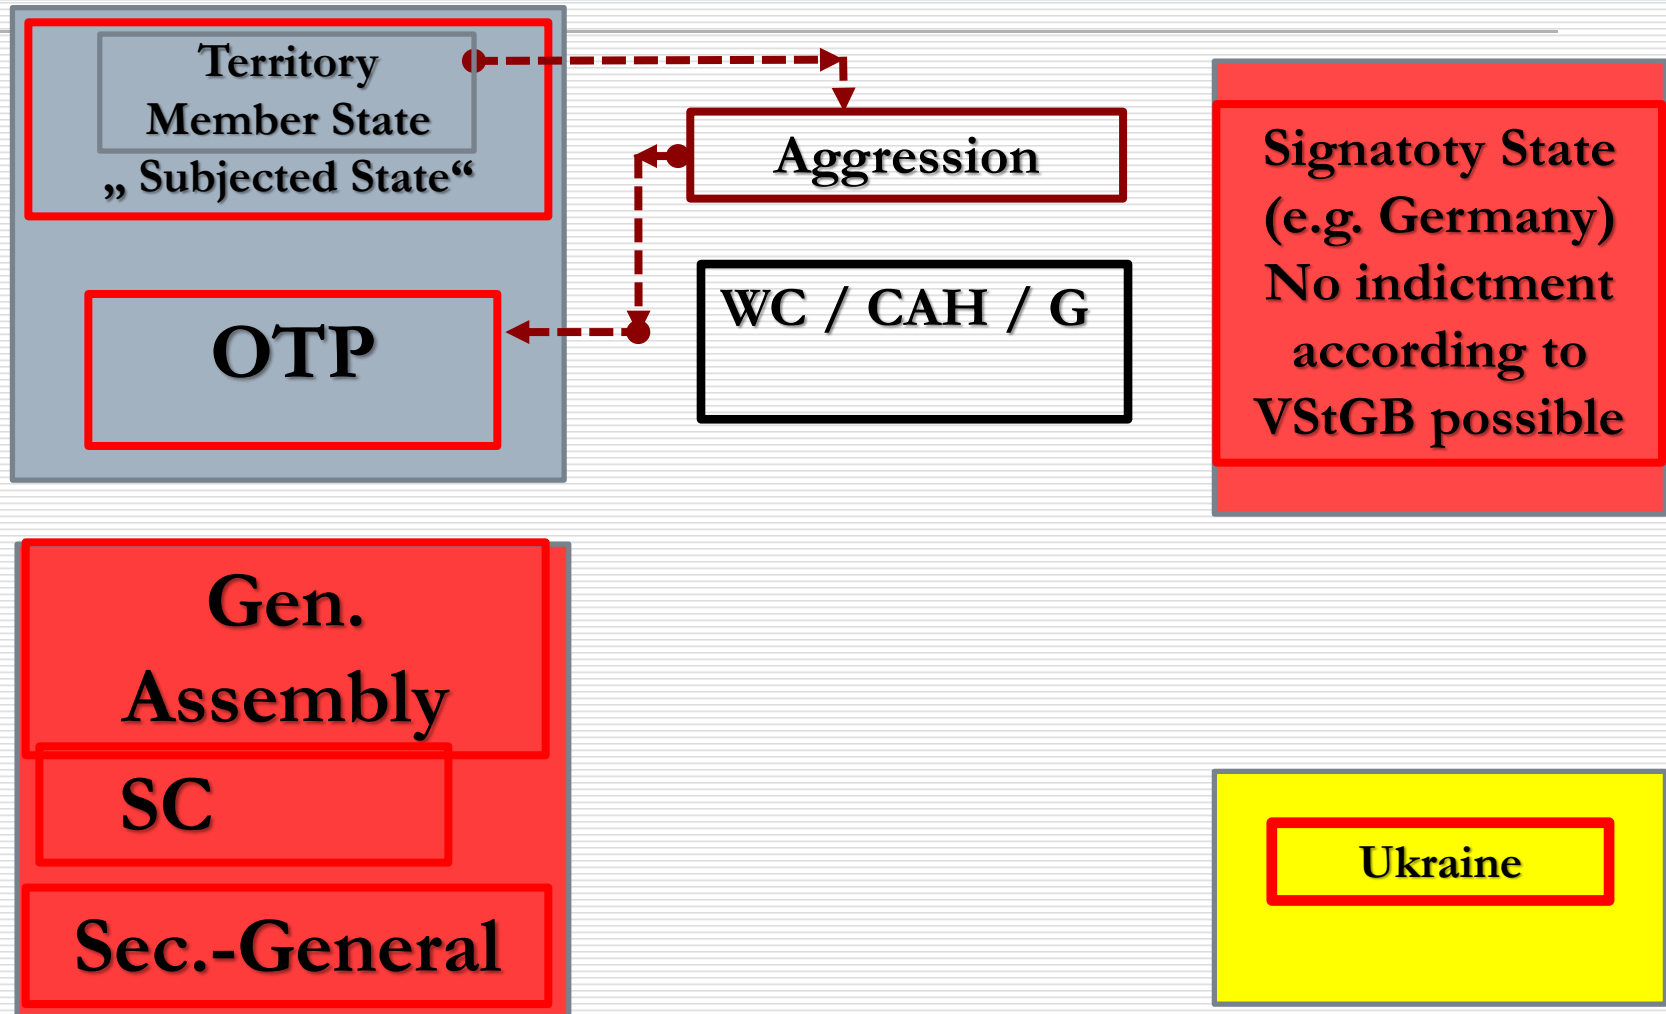 Territory
Member State
„ Subjected State“
OTP
Aggression
WC / CAH / G
Signatoty State
(e.g. Germany)
No indictment
according to
VStGB possible
Gen.
Assembly
SC
Sec.-General
Ukraine